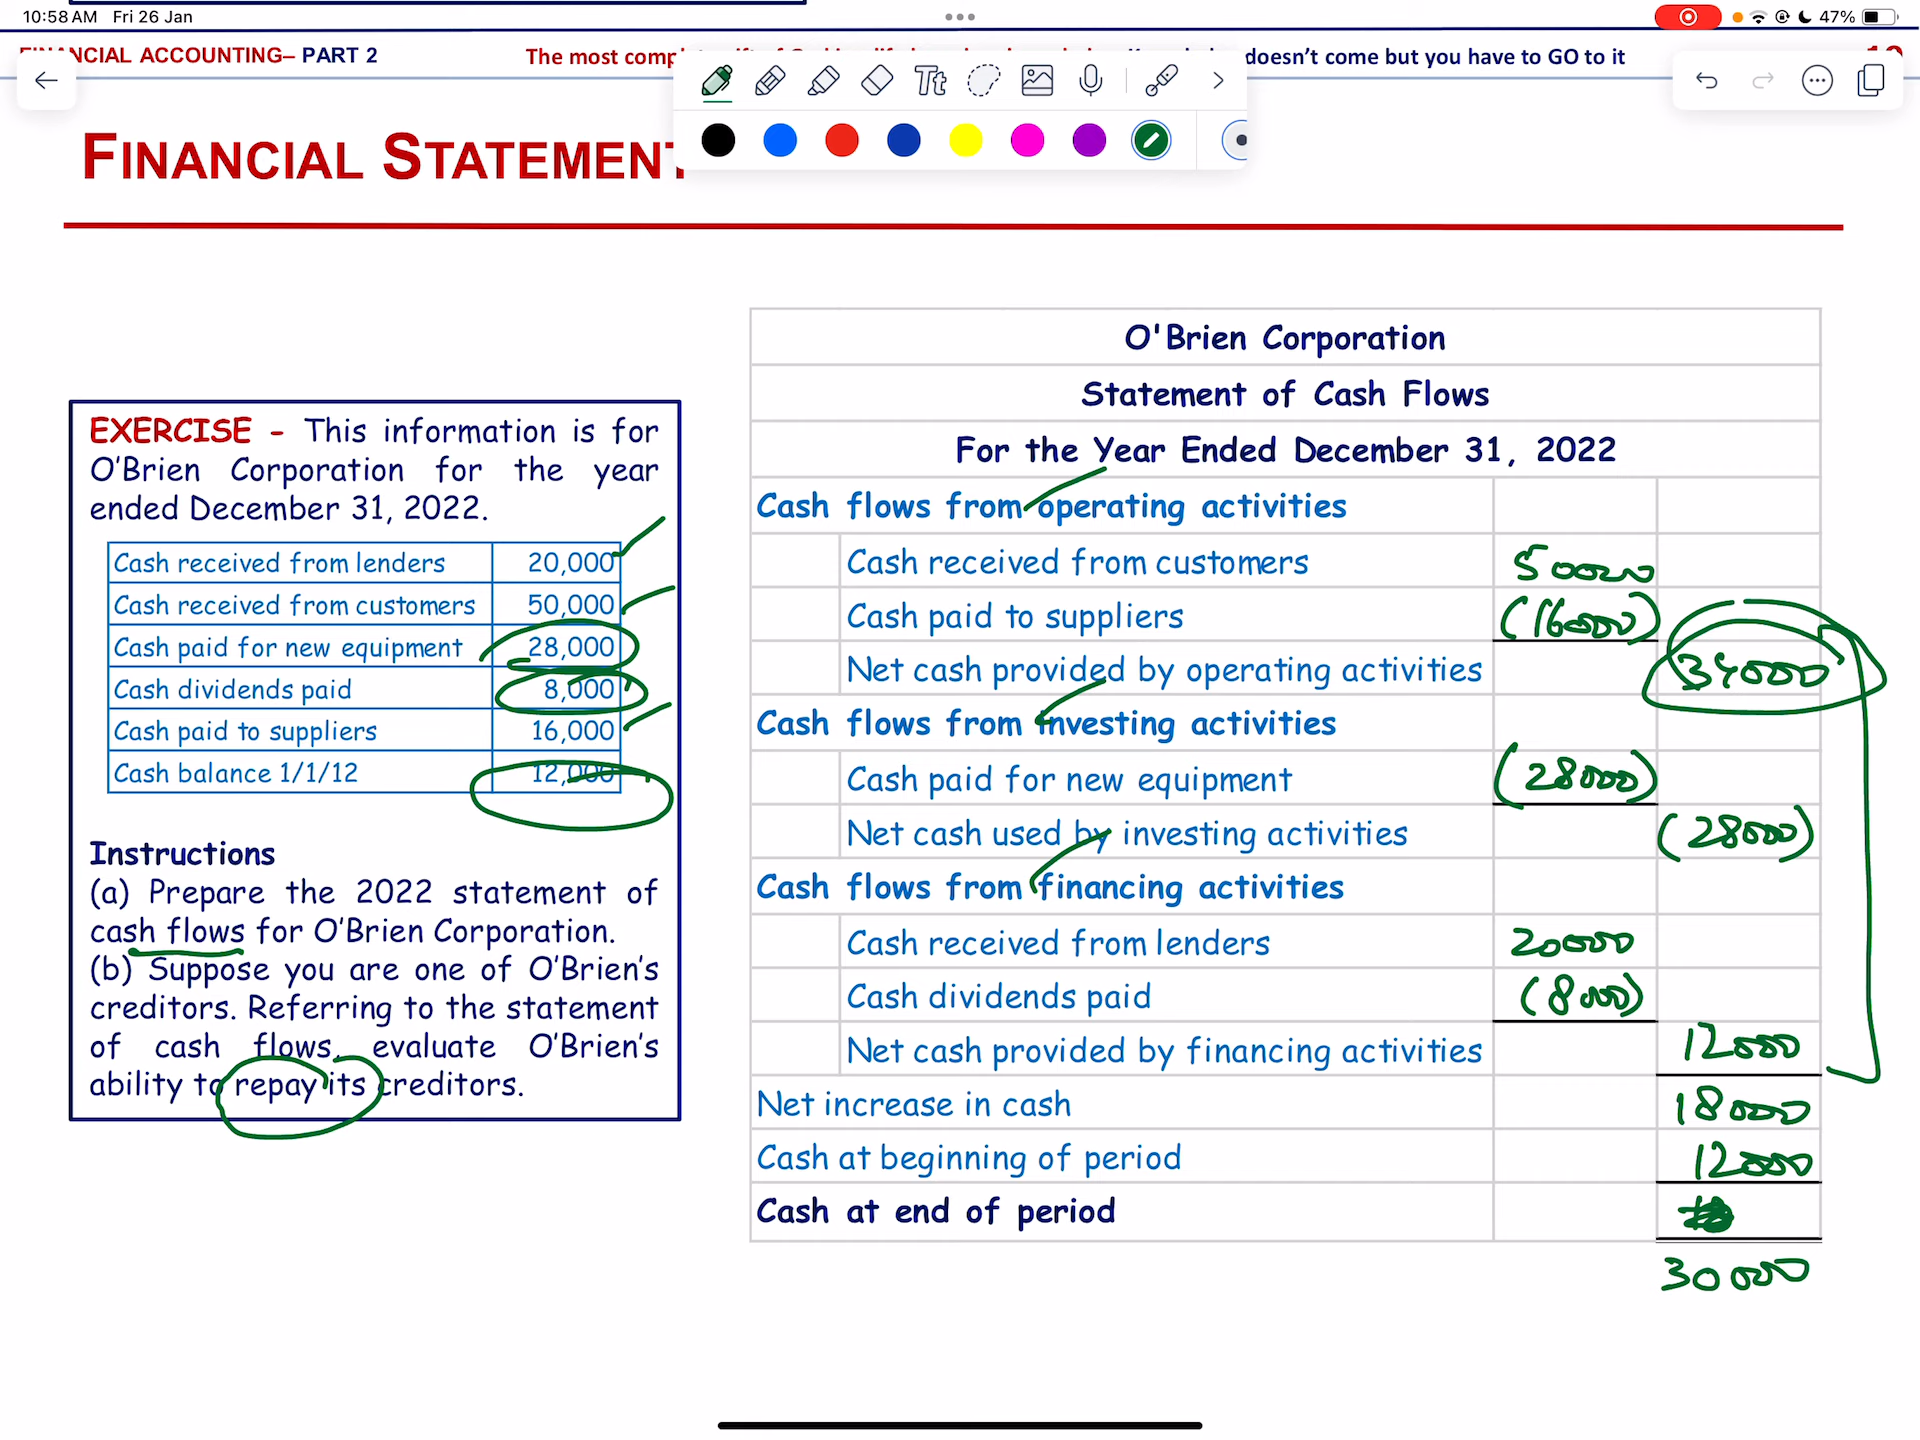 10:58 AM Fri 26 Jan
47%
FINANCIAL ACCOUNTING– PART 2
The most comp
doesn't come but you have to GO to it
FINANCIAL STATEMENT
EXERCISE - This information is for
O'Brien Corporation for the year
ended December 31, 2022.
Cash received from lenders 20,000
Cash received from customers 50,000
Cash paid for new equipment 28,000
Cash dividends paid 8,000
Cash paid to suppliers 16,000
Cash balance 1/1/12 12,000
Instructions
(a) Prepare the 2022 statement of
cash flows for O'Brien Corporation.
(b) Suppose you are one of O'Brien's
creditors. Referring to the statement
of cash flows, evaluate O'Brien's
ability to repay its creditors.
O'Brien Corporation
Statement of Cash Flows
For the Year Ended December 31, 2022
Cash flows from operating activities
Cash received from customers 50000
Cash paid to suppliers (16000)
Net cash provided by operating activities 34000
Cash flows from investing activities
Cash paid for new equipment (28000)
Net cash used by investing activities (28000)
Cash flows from financing activities
Cash received from lenders 20000
Cash dividends paid (8000)
Net cash provided by financing activities 12000
Net increase in cash 18000
Cash at beginning of period 12000
Cash at end of period
30000